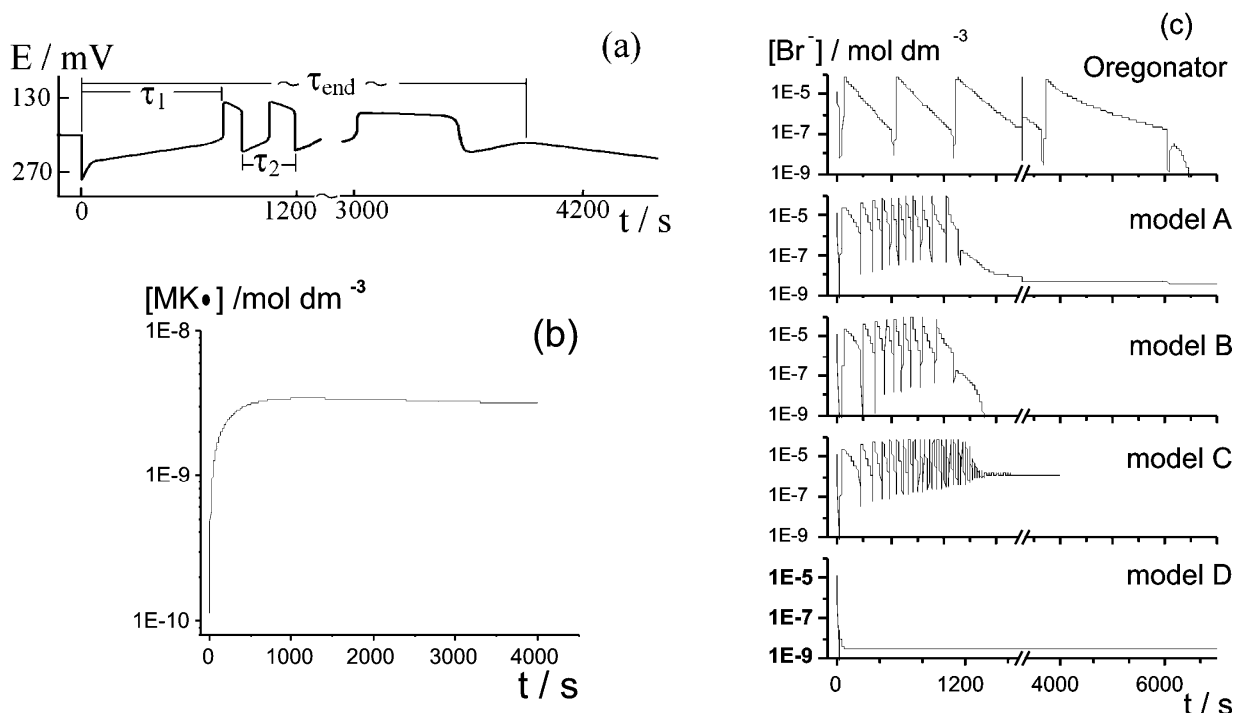 (a)
E / mV
~ τend ~
τ1
130
τ2
270
0 1200 ~ 3000 4200
t / s
[MK•] /mol dm -3
(b)
1E-8
1E-9
1E-10
0 1000 2000 3000 4000
t / s
(c)
[Br-] / mol dm -3
Oregonator
1E-5
1E-7
1E-9
model A
1E-5
1E-7
1E-9
model B
1E-5
1E-7
1E-9
model C
1E-5
1E-7
1E-9
model D
1E-5
1E-7
1E-9
0 1200 4000 6000
t / s